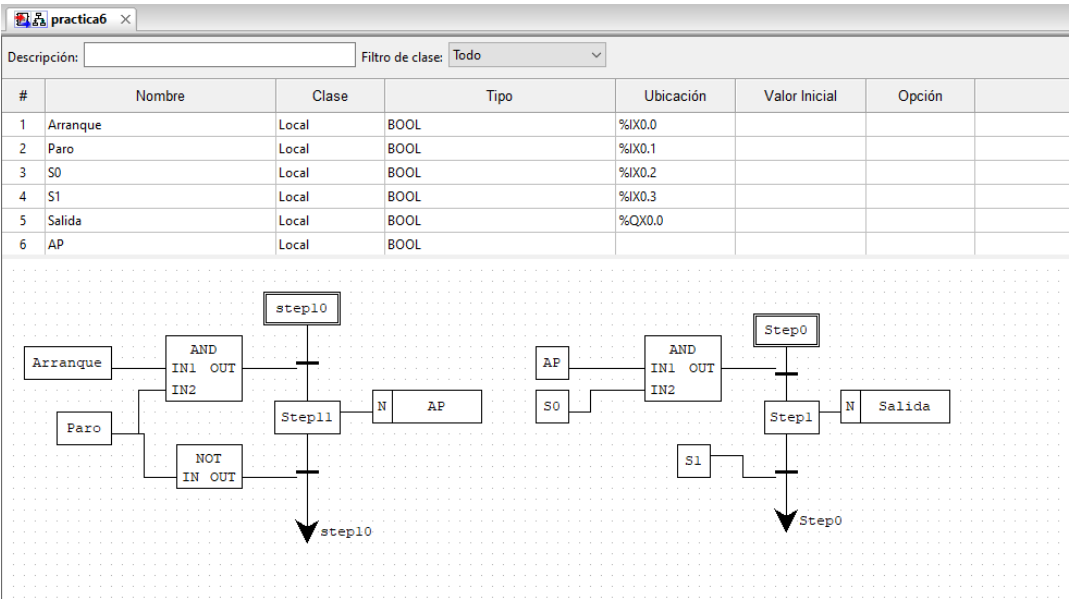 practica6
Descripción: Filtro de clase: Todo
# Nombre Clase Tipo Ubicación Valor Inicial Opción
1 Arranque Local BOOL %IX0.0
2 Paro Local BOOL %IX0.1
3 S0 Local BOOL %IX0.2
4 S1 Local BOOL %IX0.3
5 Salida Local BOOL %QX0.0
6 AP Local BOOL
step10
Arranque
AND
IN1 OUT
IN2
Step11
N AP
Paro
NOT
IN OUT
step10
Step0
AP
AND
IN1 OUT
IN2
S0
Step1
N Salida
S1
Step0